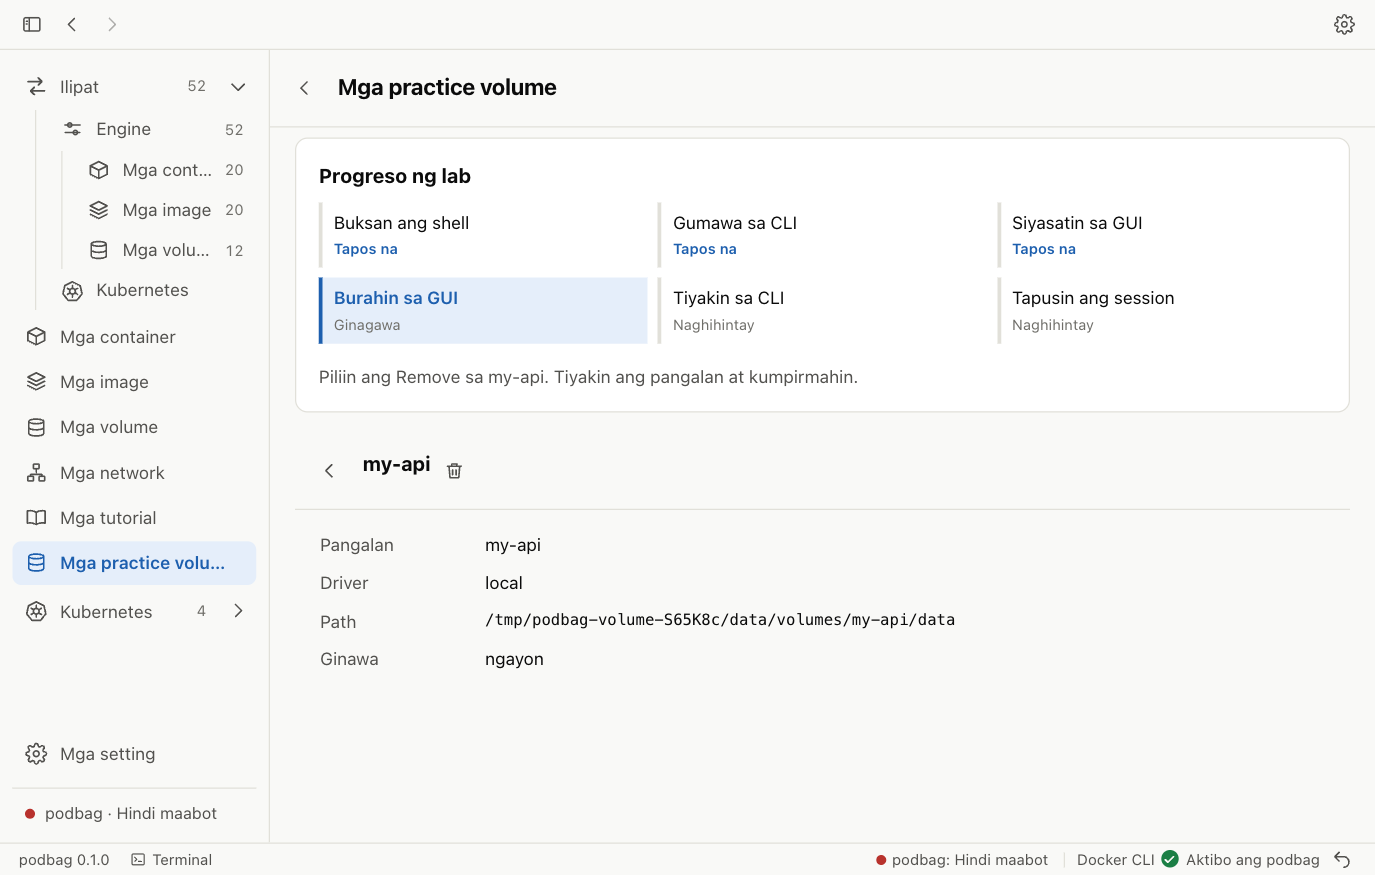 Ilipat 52
Engine 52
Mga cont... 20
Mga image 20
Mga volu... 12
Kubernetes
Mga container
Mga image
Mga volume
Mga network
Mga tutorial
Mga practice volu...
Kubernetes 4
Mga setting
podbag · Hindi maabot
Mga practice volume
Progreso ng lab
Buksan ang shell
Tapos na
Gumawa sa CLI
Tapos na
Siyasatin sa GUI
Tapos na
Burahin sa GUI
Ginagawa
Tiyakin sa CLI
Naghihintay
Tapusin ang session
Naghihintay
Piliin ang Remove sa my-api. Tiyakin ang pangalan at kumpirmahin.
my-api
Pangalan my-api
Driver local
Path /tmp/podbag-volume-S65K8c/data/volumes/my-api/data
Ginawa ngayon
podbag 0.1.0 Terminal podbag: Hindi maabot Docker CLI Aktibo ang podbag